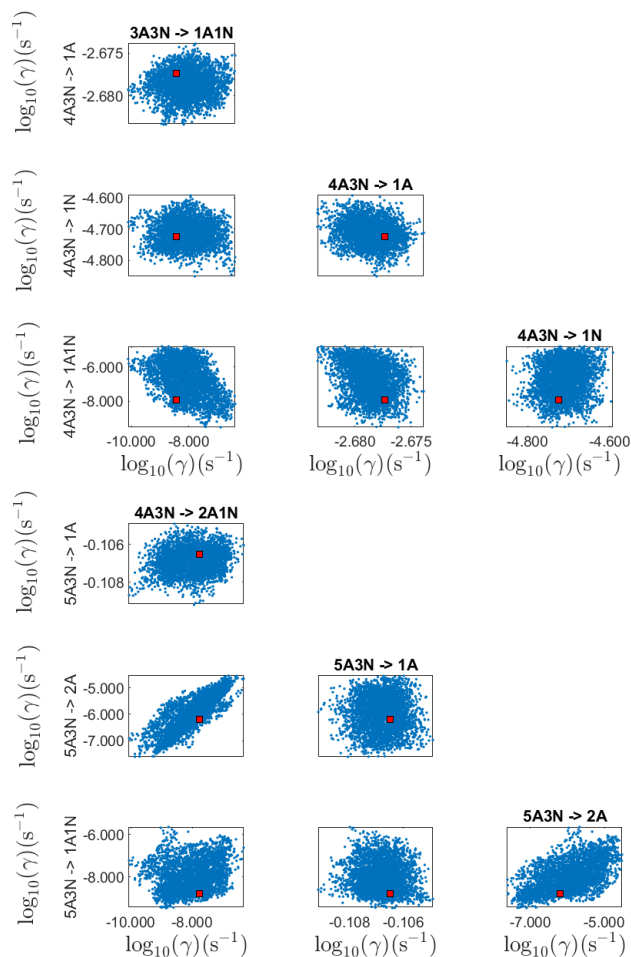 3A3N -> 1A1N
log₁₀(γ)(s⁻¹)
4A3N -> 1A
-2.675
-2.680
4A3N -> 1A
log₁₀(γ)(s⁻¹)
4A3N -> 1N
-4.600
-4.700
-4.800
4A3N -> 1N
log₁₀(γ)(s⁻¹)
4A3N -> 1A1N
-6.000
-8.000
-10.000 -8.000
-2.680 -2.675
-4.800 -4.600
log₁₀(γ)(s⁻¹) log₁₀(γ)(s⁻¹) log₁₀(γ)(s⁻¹)
4A3N -> 2A1N
log₁₀(γ)(s⁻¹)
5A3N -> 1A
-0.106
-0.108
5A3N -> 1A
log₁₀(γ)(s⁻¹)
5A3N -> 2A
-5.000
-6.000
-7.000
5A3N -> 2A
log₁₀(γ)(s⁻¹)
5A3N -> 1A1N
-6.000
-8.000
-10.000 -8.000
-0.108 -0.106
-7.000 -5.000
log₁₀(γ)(s⁻¹) log₁₀(γ)(s⁻¹) log₁₀(γ)(s⁻¹)